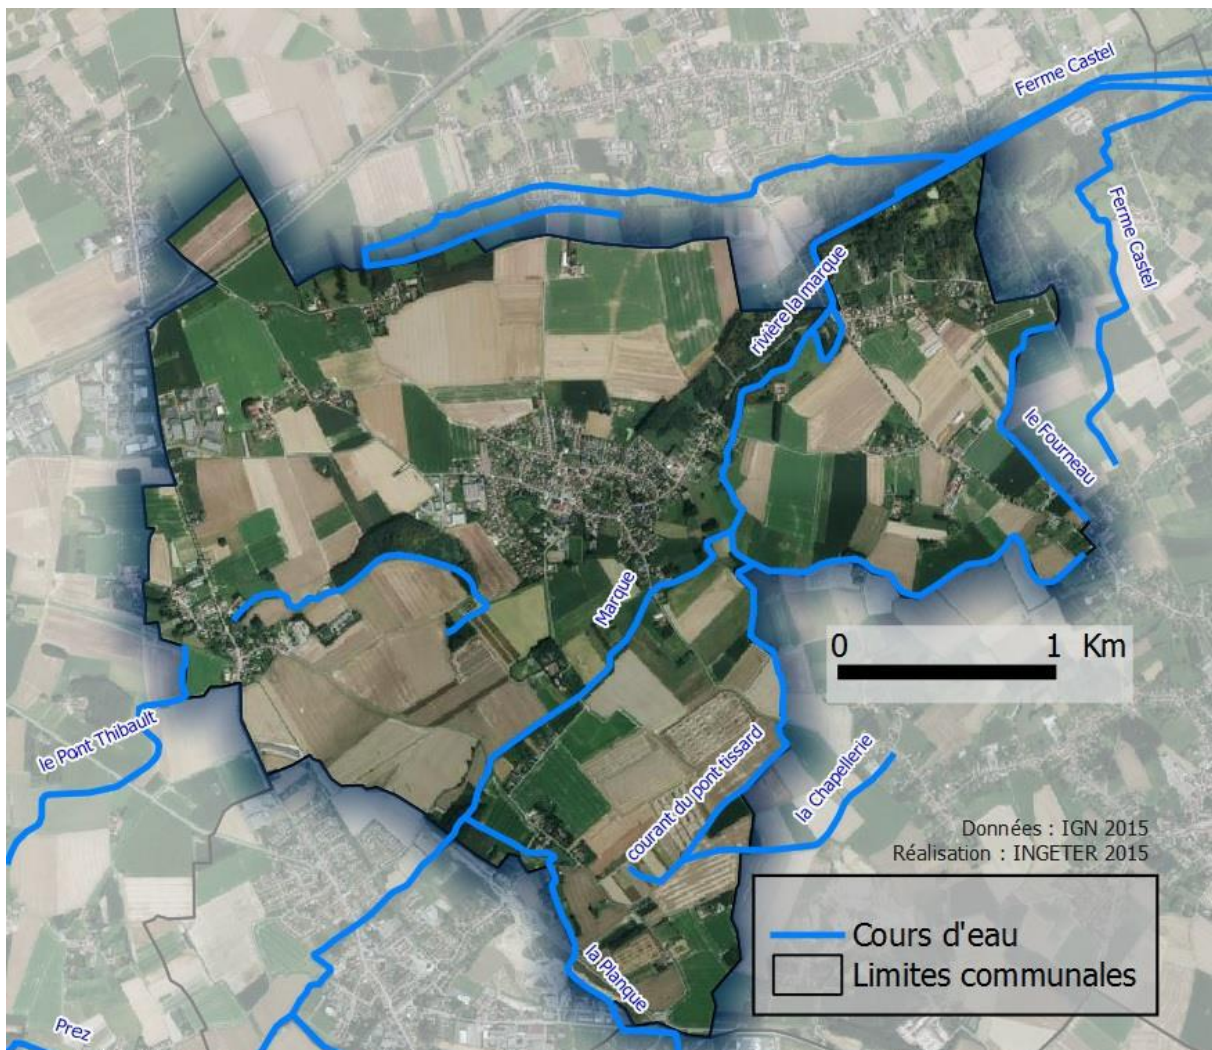 Ferme Castel
Ferme Castel
rivière la marque
le Fourneau
Marque
0 1 Km
le Pont Thibault
courant du pont tissard
la Chapellerie
Données : IGN 2015
Réalisation : INGETER 2015
Cours d'eau
Limites communales
la Planque
Prez